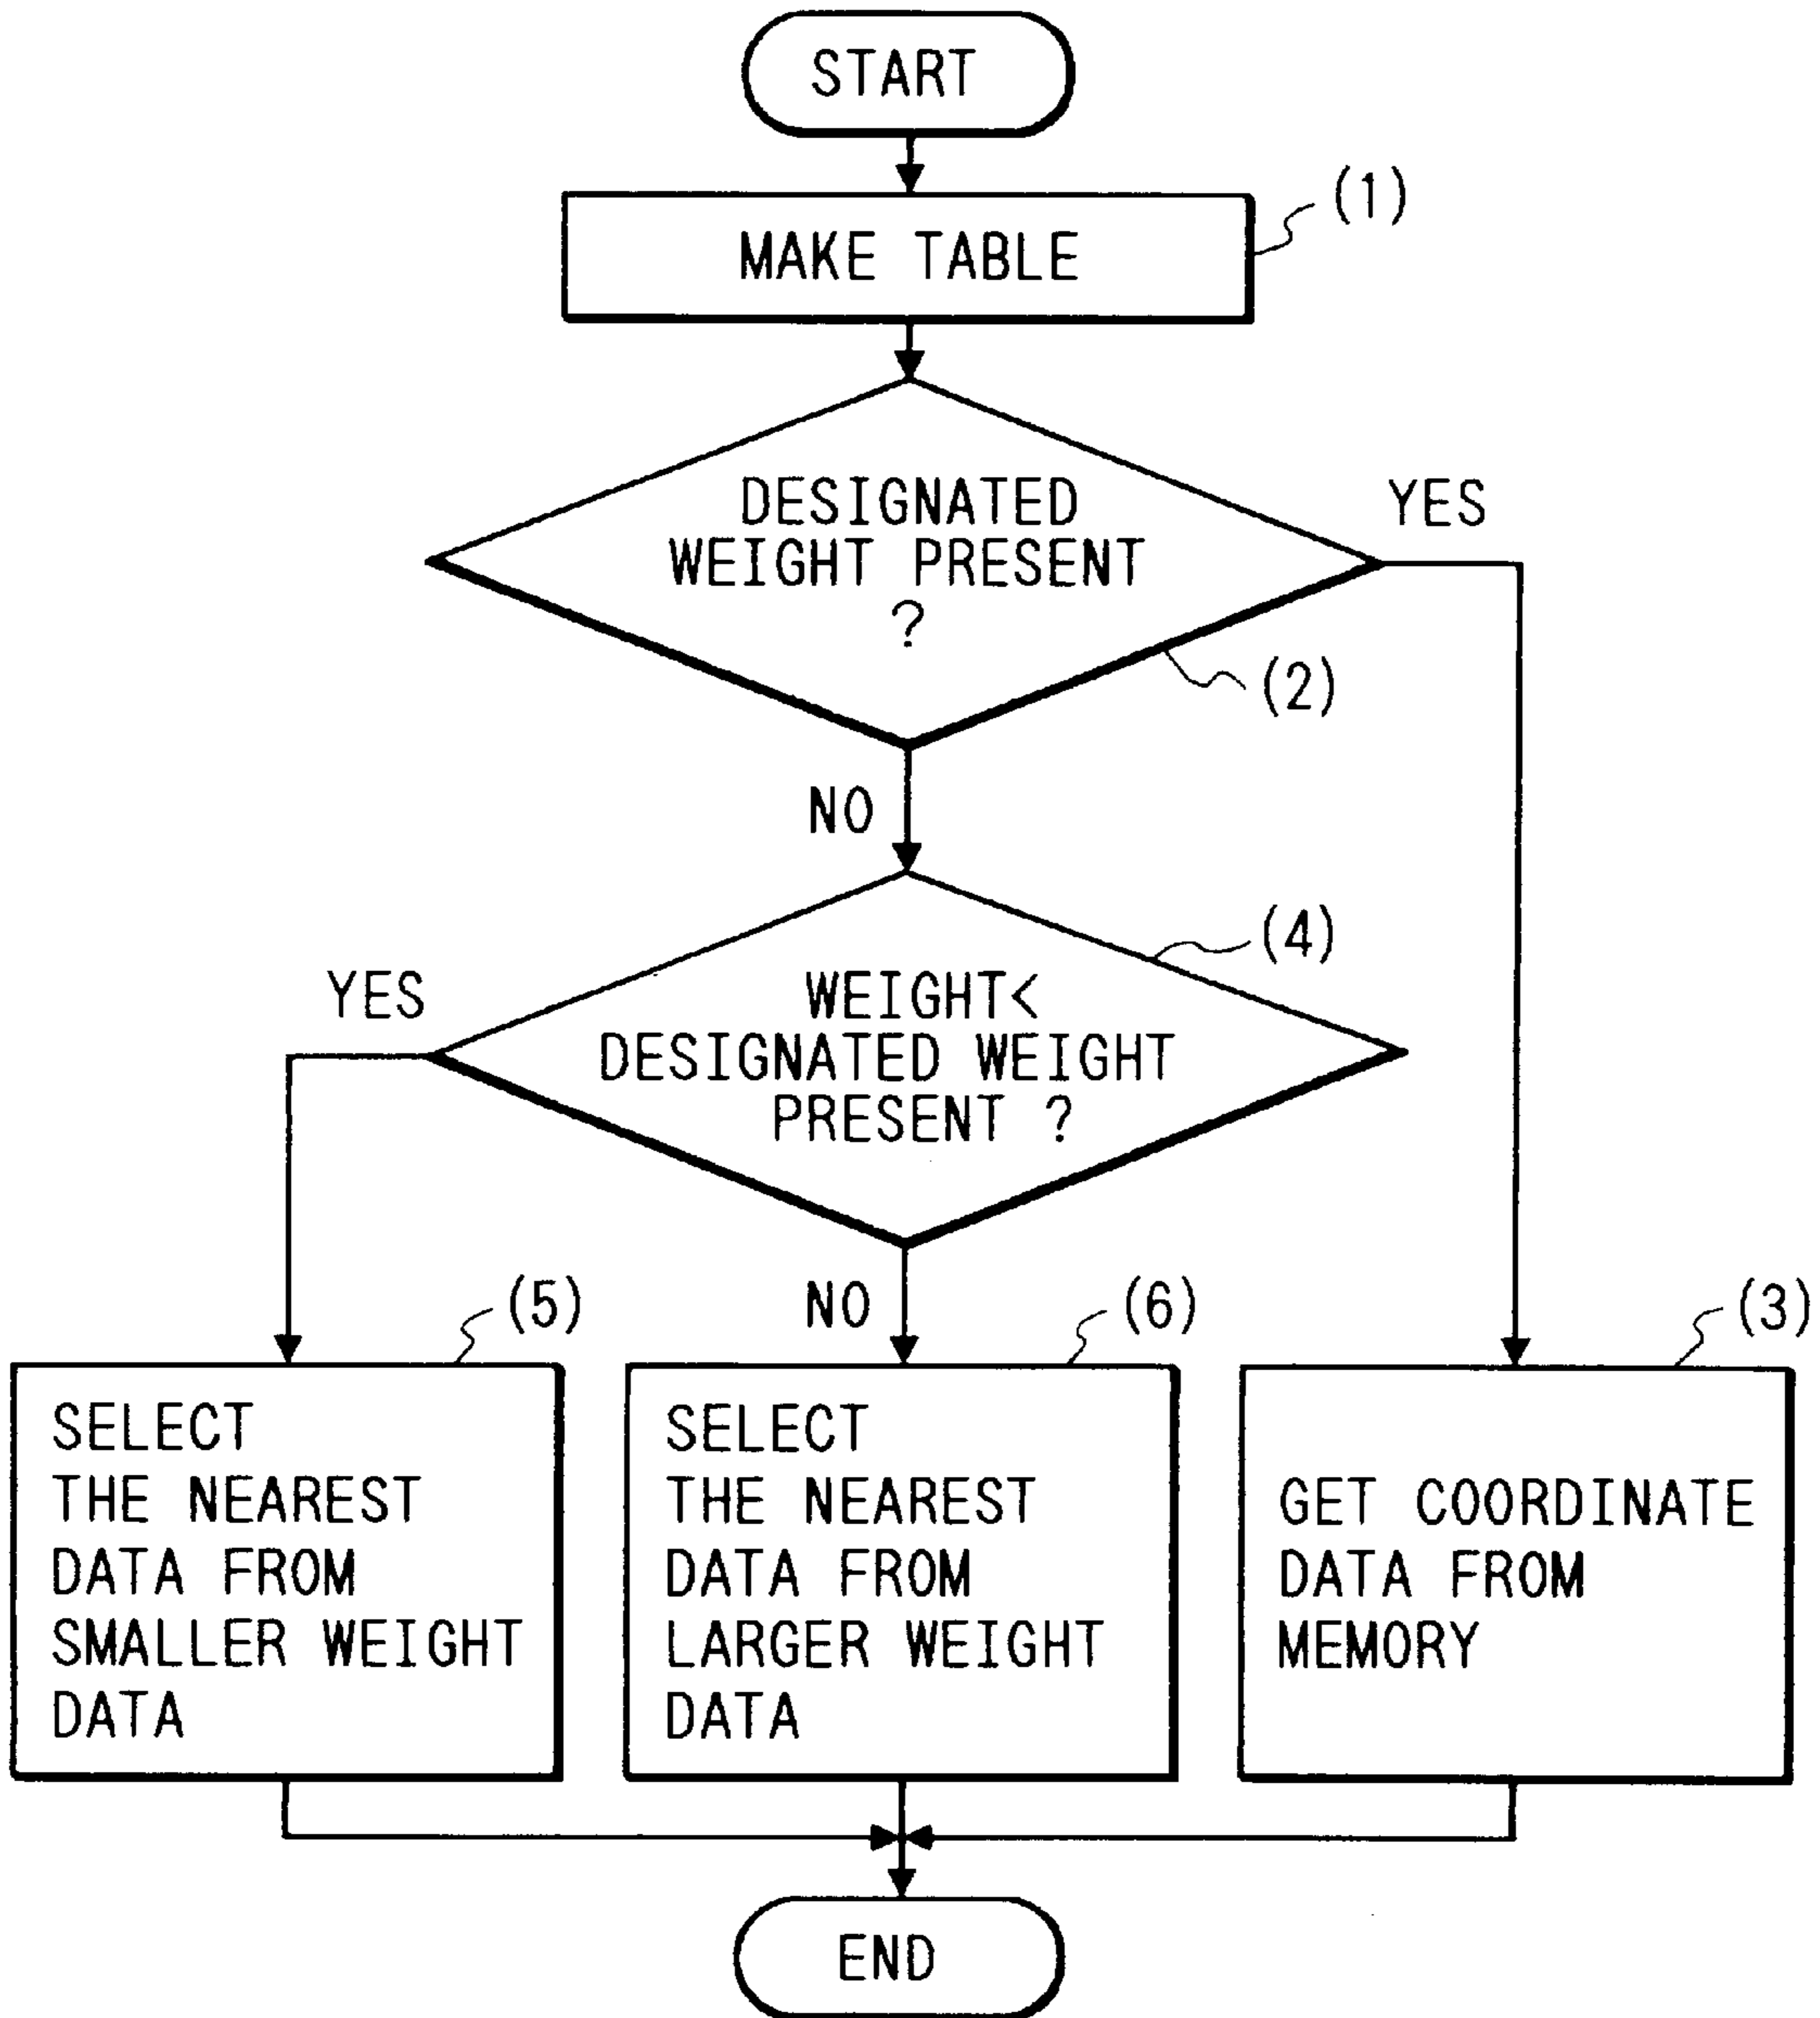 START
(1)
MAKE TABLE
DESIGNATED
WEIGHT PRESENT
?
YES
(2)
NO
(4)
WEIGHT<
DESIGNATED WEIGHT
PRESENT ?
YES
NO
(5)
SELECT
THE NEAREST
DATA FROM
SMALLER WEIGHT
DATA
(6)
SELECT
THE NEAREST
DATA FROM
LARGER WEIGHT
DATA
(3)
GET COORDINATE
DATA FROM
MEMORY
END